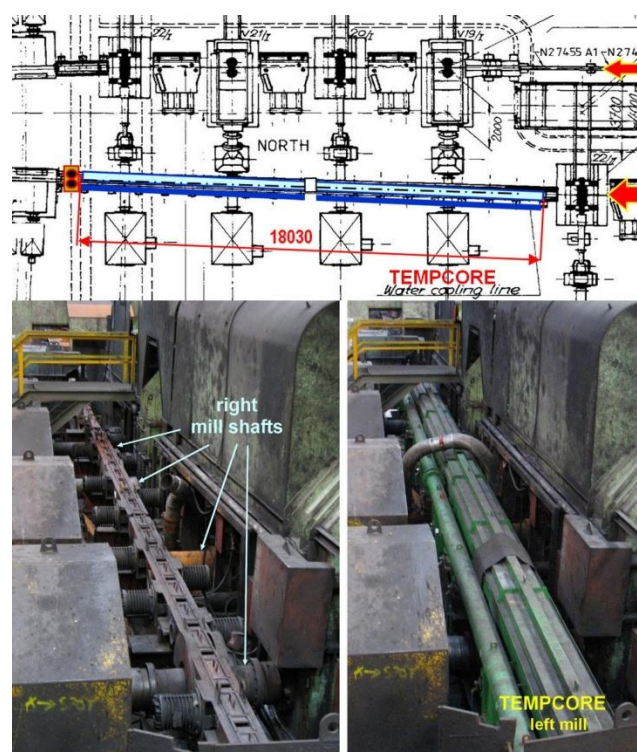 22/I
V21/I
20/I
V19/I
N27455 A1
N274
3700
2000
NORTH
22/I
18030
TEMPCORE
Water cooling line
right
mill shafts
TEMPCORE
left mill